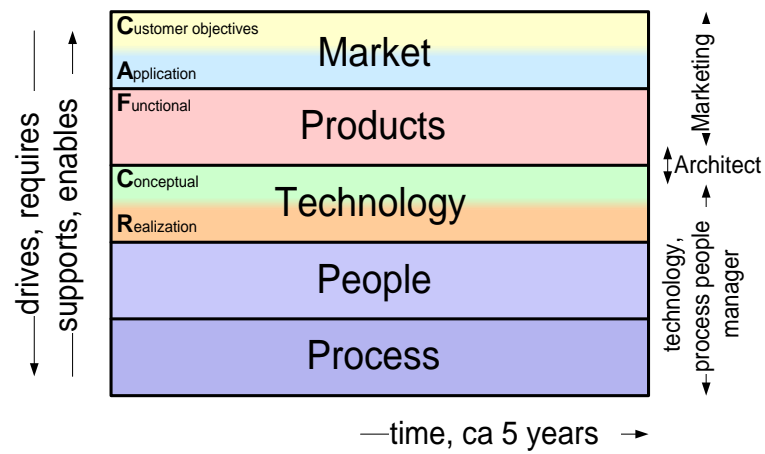 Customer objectives
Market
Application
Functional
Products
Conceptual
Technology
Realization
People
Process
drives, requires
supports, enables
Marketing
Architect
technology,
process people
manager
time, ca 5 years